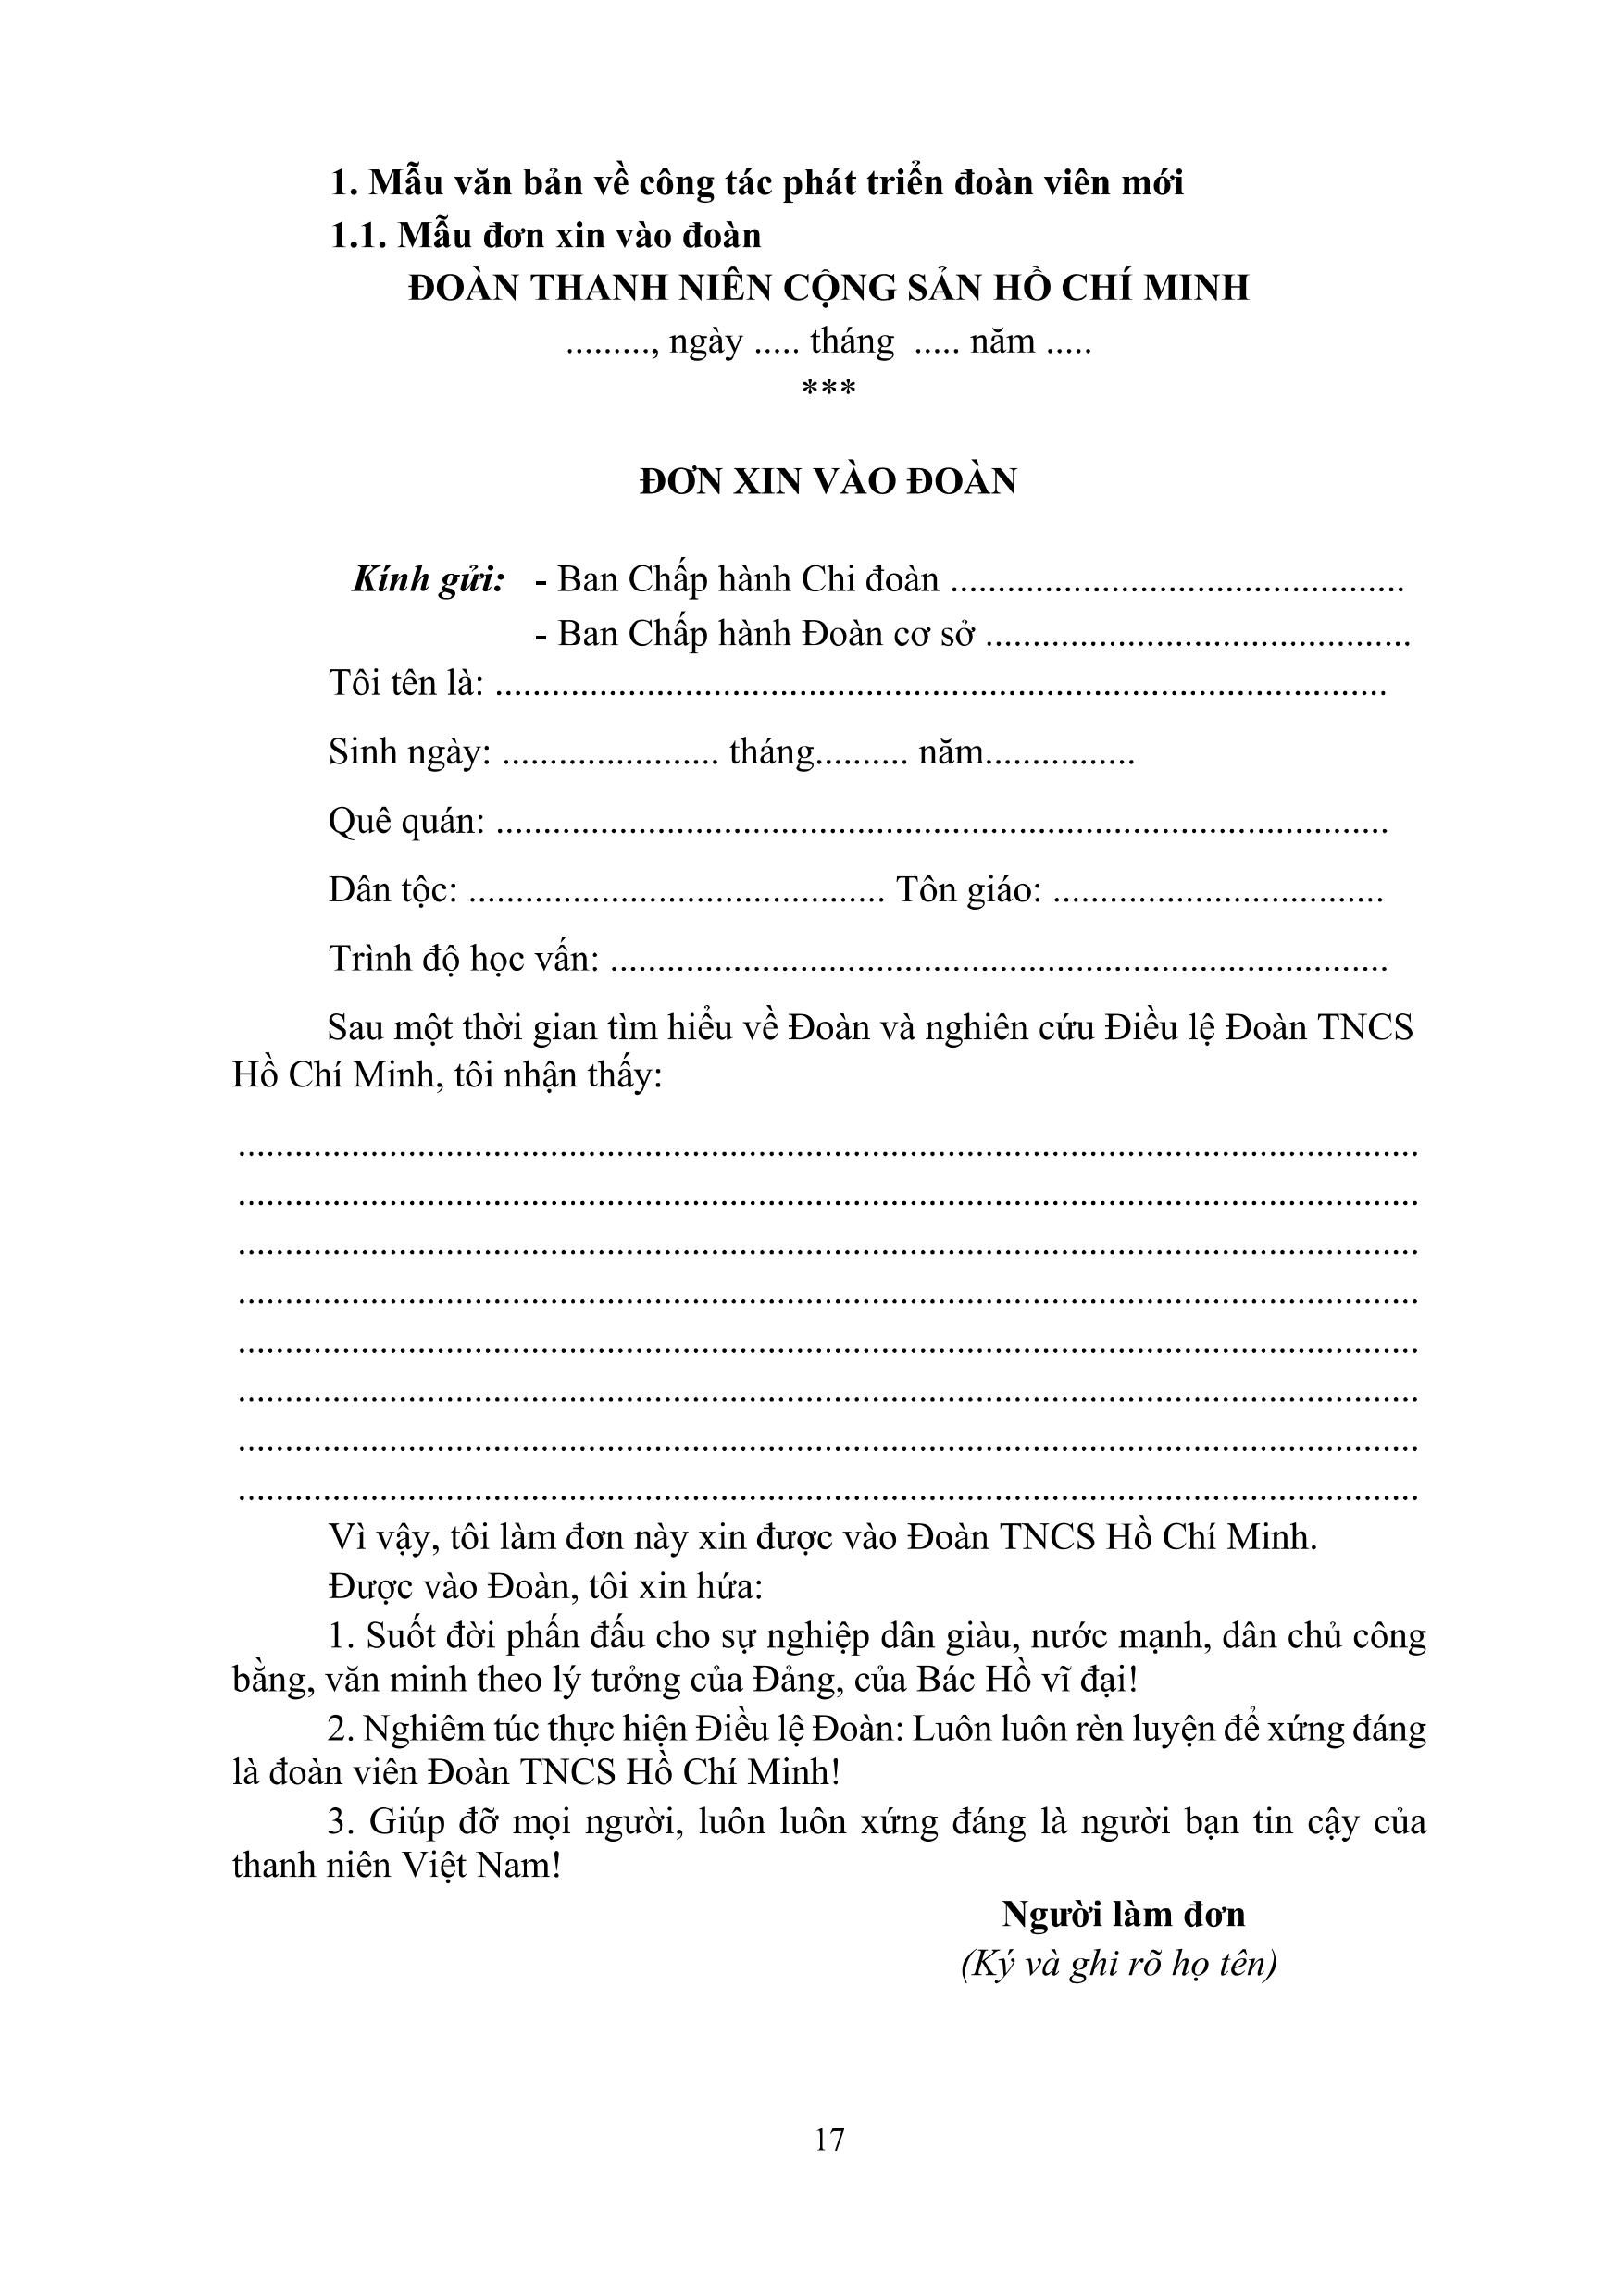 1. Mẫu văn bản về công tác phát triển đoàn viên mới
1.1. Mẫu đơn xin vào đoàn
ĐOÀN THANH NIÊN CỘNG SẢN HỒ CHÍ MINH
........., ngày ..... tháng ..... năm .....
***
ĐƠN XIN VÀO ĐOÀN
Kính gửi: - Ban Chấp hành Chi đoàn ................................................
- Ban Chấp hành Đoàn cơ sở .............................................
Tôi tên là: ..............................................................................................
Sinh ngày: ....................... tháng.......... năm................
Quê quán: ..............................................................................................
Dân tộc: ............................................ Tôn giáo: ...................................
Trình độ học vấn: ..................................................................................
Sau một thời gian tìm hiểu về Đoàn và nghiên cứu Điều lệ Đoàn TNCS
Hồ Chí Minh, tôi nhận thấy:
.............................................................................................................................
.............................................................................................................................
.............................................................................................................................
.............................................................................................................................
.............................................................................................................................
.............................................................................................................................
.............................................................................................................................
.............................................................................................................................
Vì vậy, tôi làm đơn này xin được vào Đoàn TNCS Hồ Chí Minh.
Được vào Đoàn, tôi xin hứa:
1. Suốt đời phấn đấu cho sự nghiệp dân giàu, nước mạnh, dân chủ công
bằng, văn minh theo lý tưởng của Đảng, của Bác Hồ vĩ đại!
2. Nghiêm túc thực hiện Điều lệ Đoàn: Luôn luôn rèn luyện để xứng đáng
là đoàn viên Đoàn TNCS Hồ Chí Minh!
3. Giúp đỡ mọi người, luôn luôn xứng đáng là người bạn tin cậy của
thanh niên Việt Nam!
Người làm đơn
(Ký và ghi rõ họ tên)
17